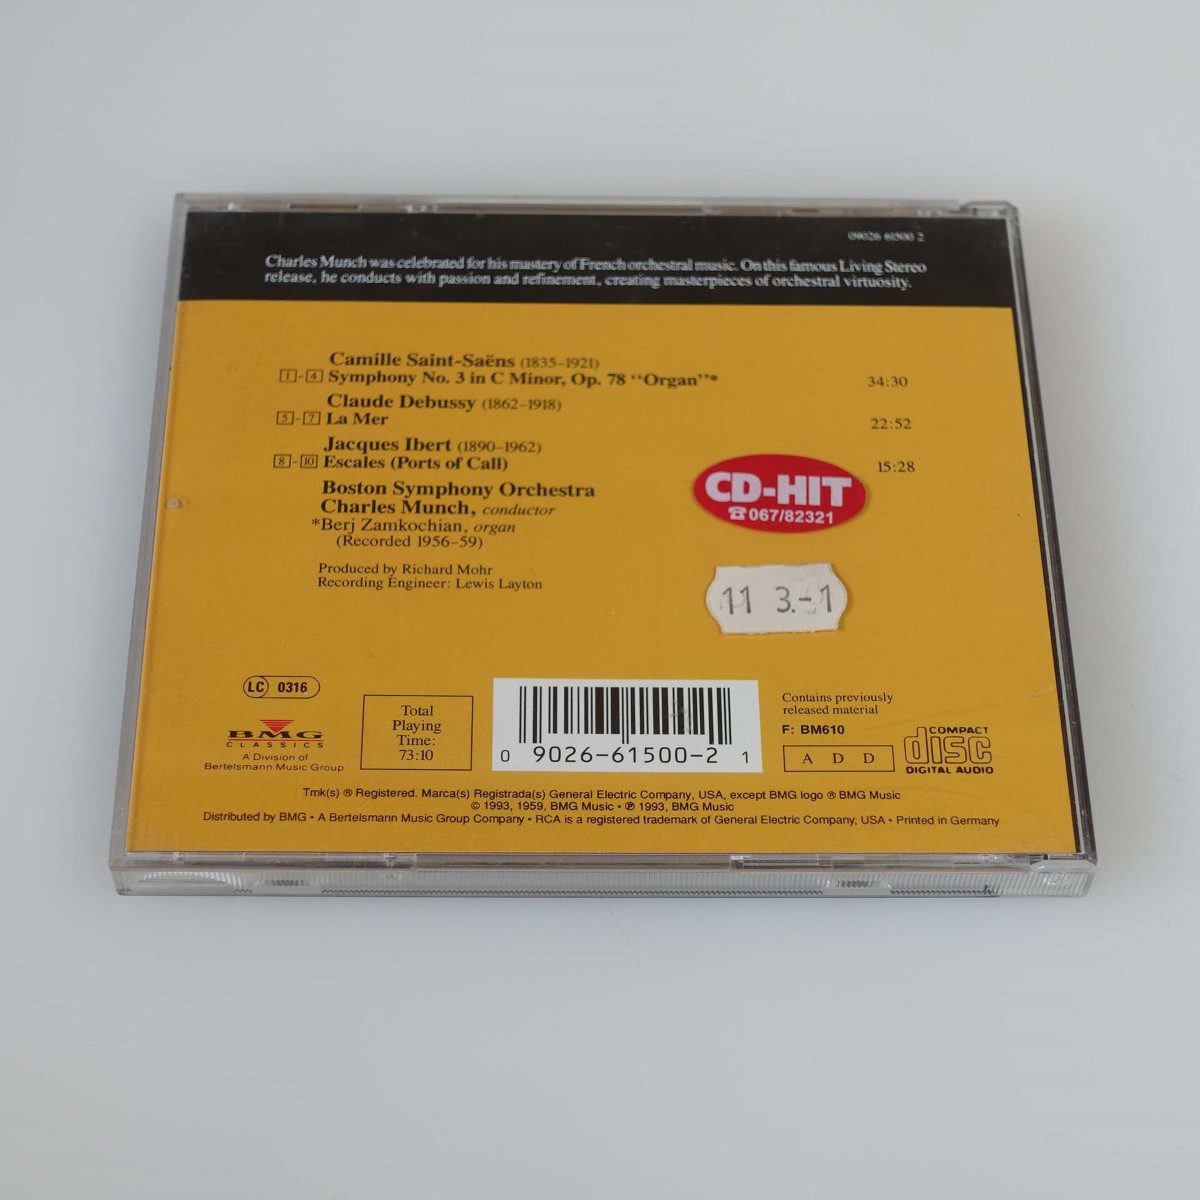 09026 61500 2
Charles Munch was celebrated for his mastery of French orchestral music. On this famous Living Stereo
release, he conducts with passion and refinement, creating masterpieces of orchestral virtuosity.
Camille Saint-Saëns (1835–1921)
1 - 4 Symphony No. 3 in C Minor, Op. 78 “Organ”* 34:30
Claude Debussy (1862–1918)
5 - 7 La Mer 22:52
Jacques Ibert (1890–1962)
8 - 10 Escales (Ports of Call) 15:28
Boston Symphony Orchestra
Charles Munch, conductor
*Berj Zamkochian, organ
(Recorded 1956–59)
Produced by Richard Mohr
Recording Engineer: Lewis Layton
CD-HIT
☎067/82321
11 3.-1
LC 0316
BMG
CLASSICS
A Division of
Bertelsmann Music Group
Total
Playing
Time:
73:10
0 9026-61500-2 1
Contains previously
released material
F: BM610
A D D
COMPACT
disc
DIGITAL AUDIO
Tmk(s) ® Registered. Marca(s) Registrada(s) General Electric Company, USA, except BMG logo ® BMG Music
© 1993, 1959, BMG Music • ℗ 1993, BMG Music
Distributed by BMG • A Bertelsmann Music Group Company • RCA is a registered trademark of General Electric Company, USA • Printed in Germany